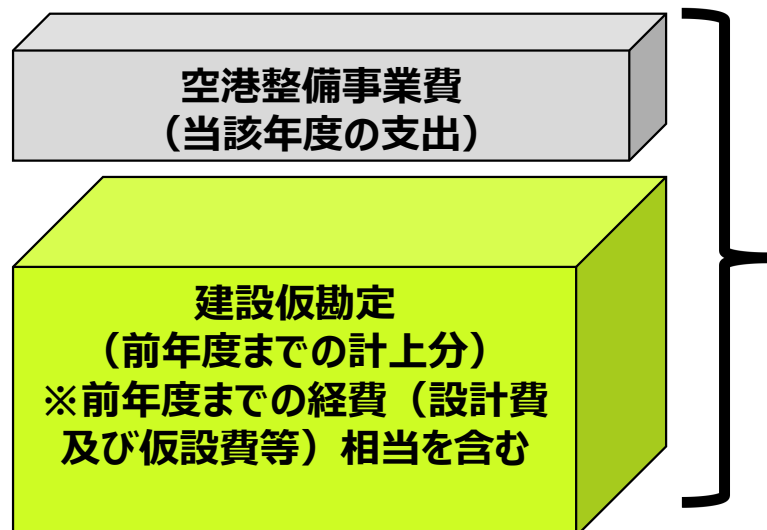 空港整備事業費
（当該年度の支出）
建設仮勘定
（前年度までの計上分）
※前年度までの経費（設計費
及び仮設費等）相当を含む